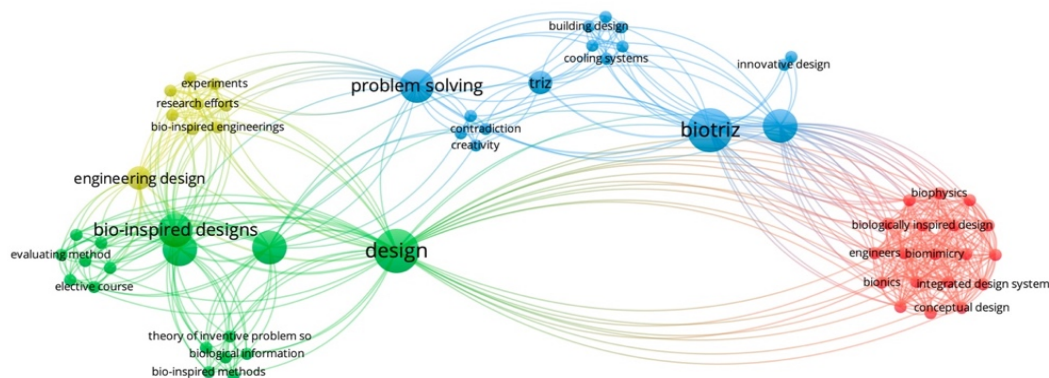 building design
cooling systems
innovative design
problem solving
triz
experiments
research efforts
bio-inspired engineerings
contradiction
creativity
biotriz
engineering design
biophysics
biologically inspired design
engineers
biomimicry
bionics
integrated design system
conceptual design
bio-inspired designs
design
evaluating method
elective course
theory of inventive problem so
biological information
bio-inspired methods